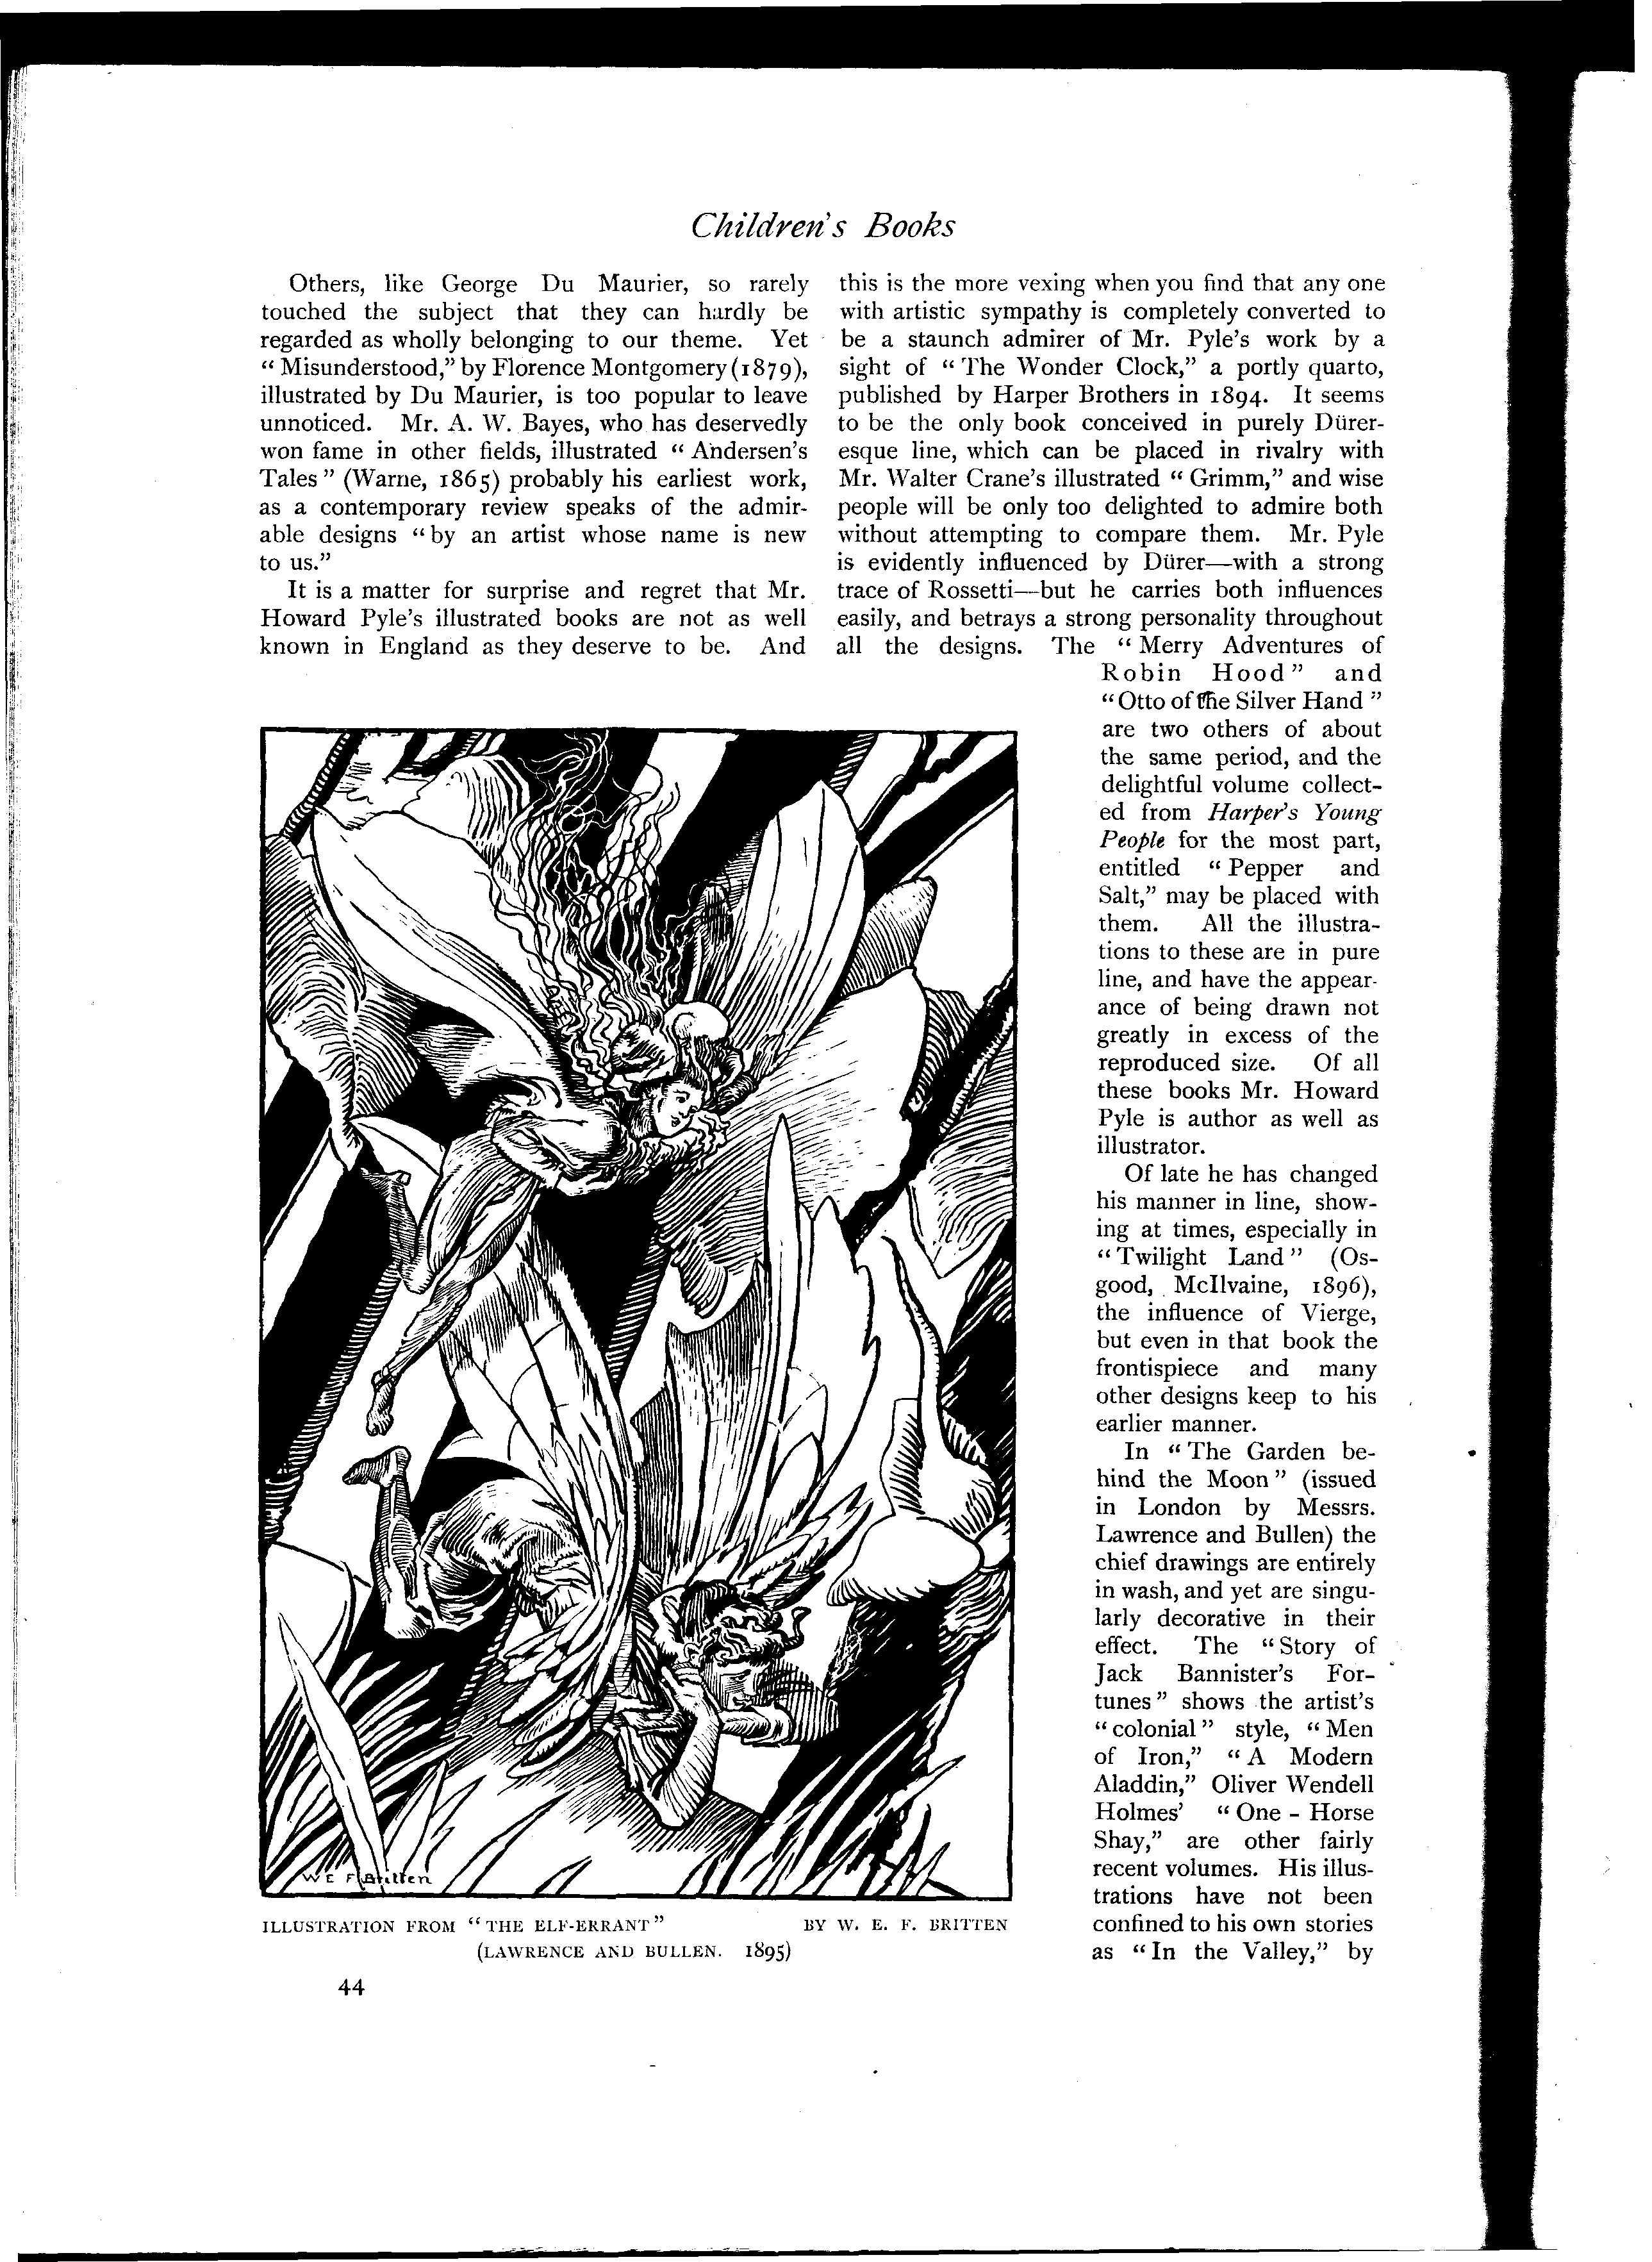 Children's Books
Others, like George Du Maurier, so rarely
touched the subject that they can hardly be
regarded as wholly belonging to our theme. Yet
“ Misunderstood,” by Florence Montgomery (1879),
illustrated by Du Maurier, is too popular to leave
unnoticed. Mr. A. W. Bayes, who has deservedly
won fame in other fields, illustrated “ Andersen's
Tales ” (Warne, 1865) probably his earliest work,
as a contemporary review speaks of the admir-
able designs “ by an artist whose name is new
to us.”
It is a matter for surprise and regret that Mr.
Howard Pyle's illustrated books are not as well
known in England as they deserve to be. And
this is the more vexing when you find that any one
with artistic sympathy is completely converted to
be a staunch admirer of Mr. Pyle's work by a
sight of “ The Wonder Clock,” a portly quarto,
published by Harper Brothers in 1894. It seems
to be the only book conceived in purely Dürer-
esque line, which can be placed in rivalry with
Mr. Walter Crane's illustrated “ Grimm,” and wise
people will be only too delighted to admire both
without attempting to compare them. Mr. Pyle
is evidently influenced by Dürer—with a strong
trace of Rossetti—but he carries both influences
easily, and betrays a strong personality throughout
all the designs. The “ Merry Adventures of
Robin Hood ” and
“ Otto of the Silver Hand ”
are two others of about
the same period, and the
delightful volume collect-
ed from Harper's Young
People for the most part,
entitled “ Pepper and
Salt,” may be placed with
them. All the illustra-
tions to these are in pure
line, and have the appear-
ance of being drawn not
greatly in excess of the
reproduced size. Of all
these books Mr. Howard
Pyle is author as well as
illustrator.
Of late he has changed
his manner in line, show-
ing at times, especially in
“ Twilight Land ” (Os-
good, McIlvaine, 1896),
the influence of Vierge,
but even in that book the
frontispiece and many
other designs keep to his
earlier manner.
In “ The Garden be-
hind the Moon ” (issued
in London by Messrs.
Lawrence and Bullen) the
chief drawings are entirely
in wash, and yet are singu-
larly decorative in their
effect. The “ Story of
Jack Bannister's For-
tunes ” shows the artist's
“ colonial ” style, “ Men
of Iron,” “ A Modern
Aladdin,” Oliver Wendell
Holmes' “ One - Horse
Shay,” are other fairly
recent volumes. His illus-
trations have not been
confined to his own stories
as “ In the Valley,” by
W E F Britten
ILLUSTRATION FROM “ THE ELF-ERRANT ” BY W. E. F. BRITTEN
(LAWRENCE AND BULLEN. 1895)
44